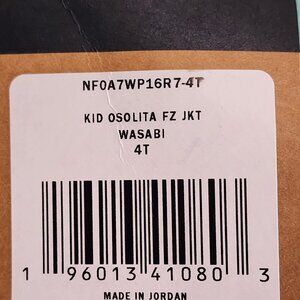 NF0A7WP16R7-4T
KID OSOLITA FZ JKT
WASABI
4T
1 96013 41080 3
MADE IN JORDAN